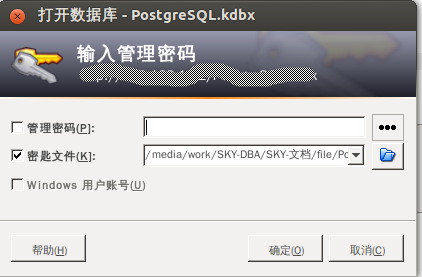 打开数据库 - PostgreSQL.kdbx
输入管理密码
管理密码(P):
密匙文件(K): /media/work/SKY-DBA/SKY-文档/file/Po
Windows 用户账号(U)
帮助(H) 确定(O) 取消(C)